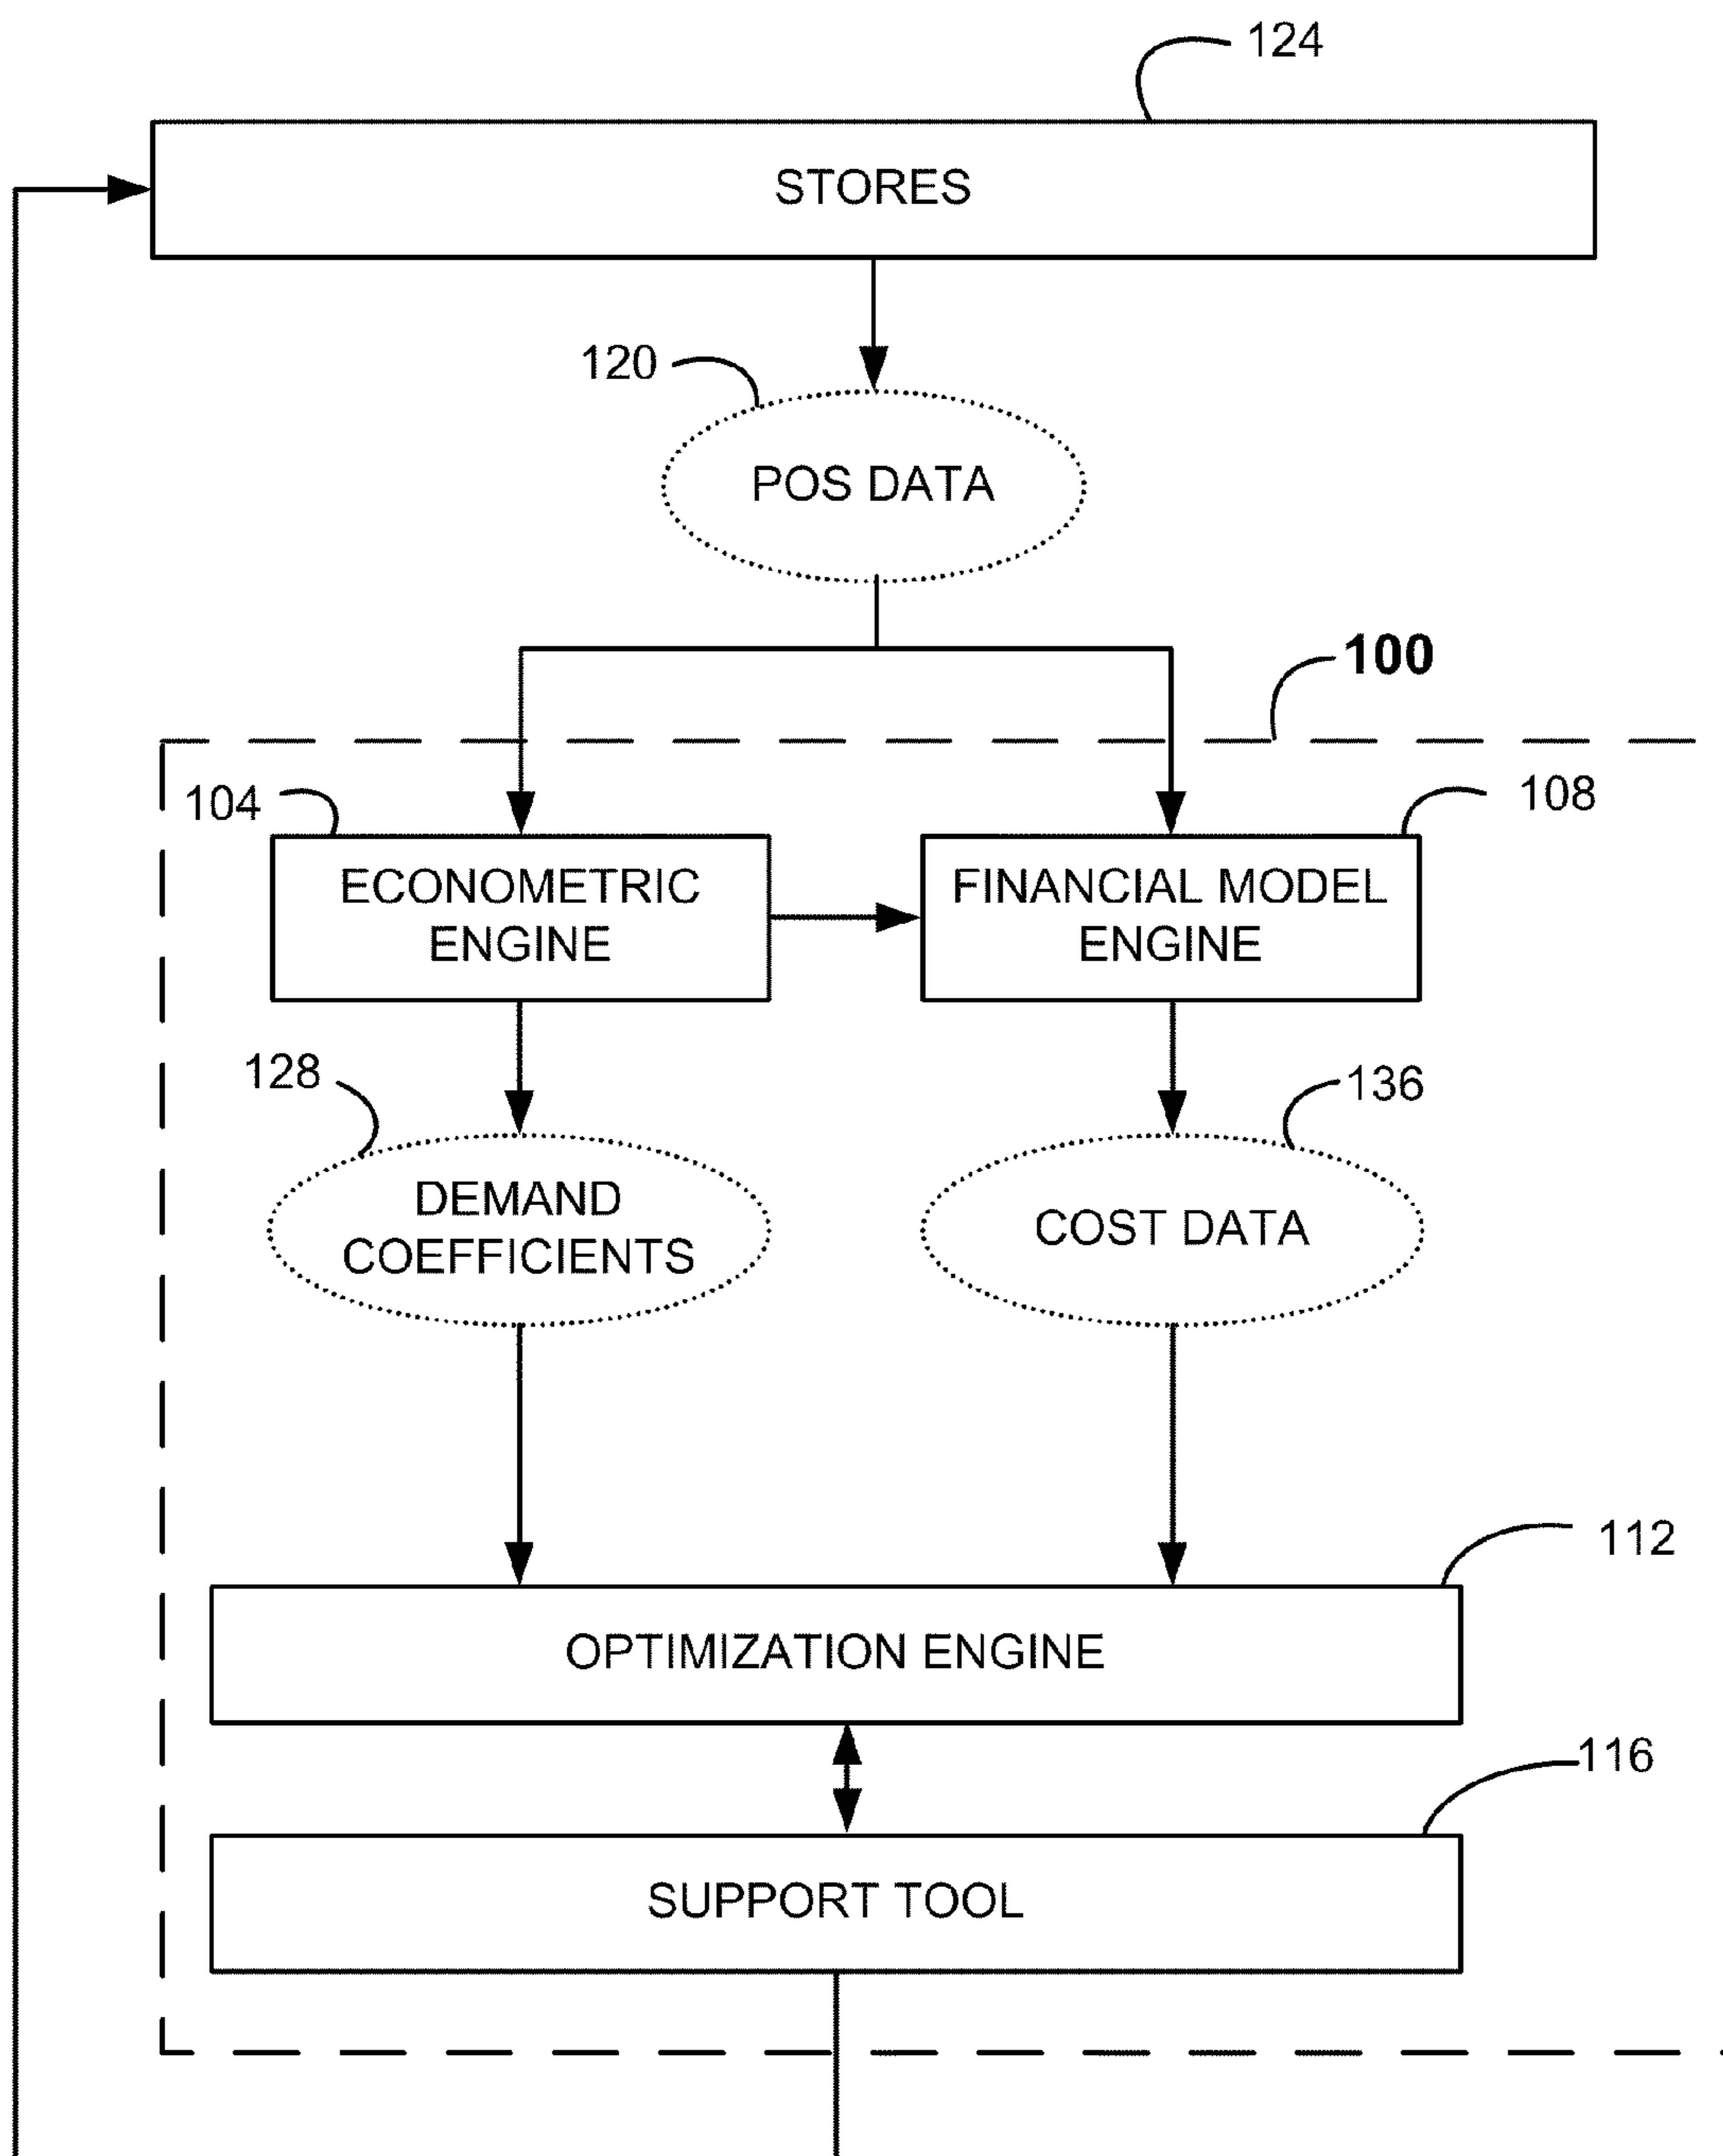 124
STORES
120
POS DATA
100
104
108
ECONOMETRIC
ENGINE
FINANCIAL MODEL
ENGINE
128
136
DEMAND
COEFFICIENTS
COST DATA
112
OPTIMIZATION ENGINE
116
SUPPORT TOOL